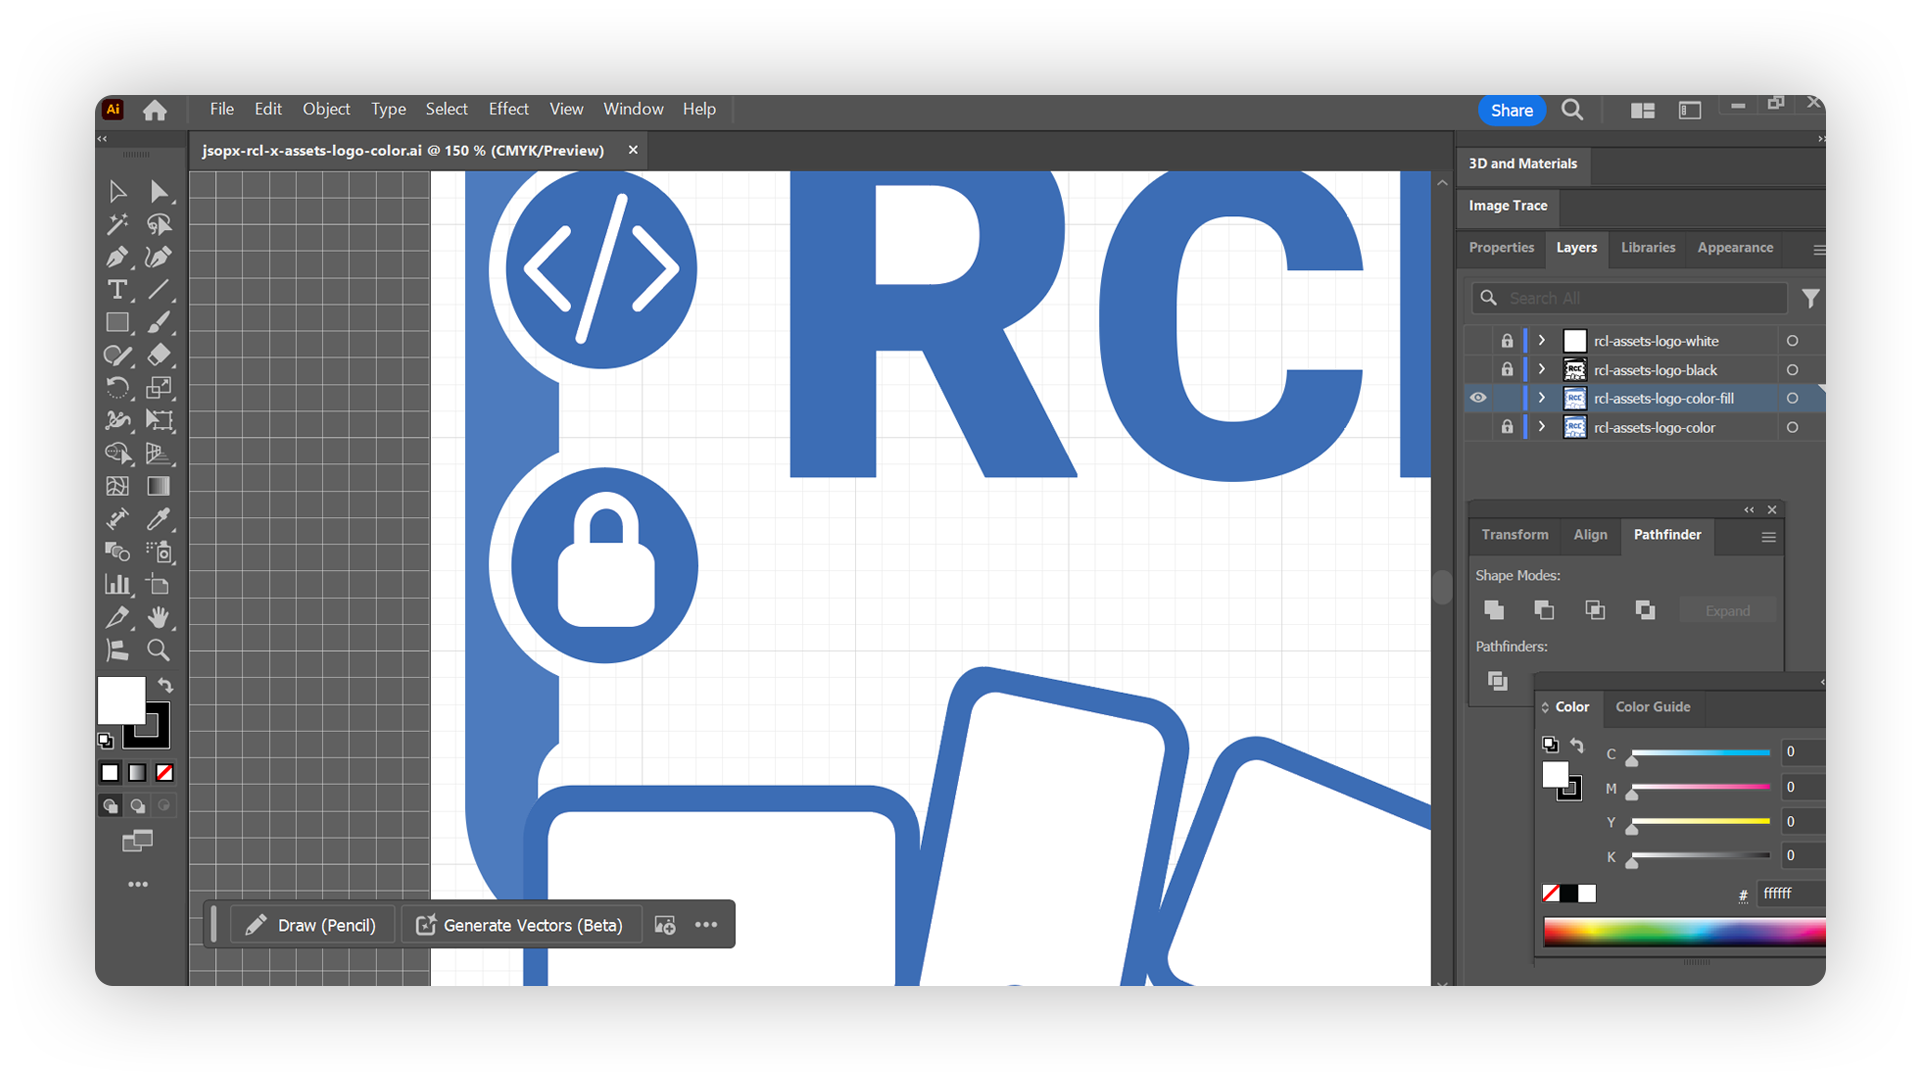 Ai File Edit Object Type Select Effect View Window Help Share
jsopx-rcl-x-assets-logo-color.ai @ 150 % (CMYK/Preview)
3D and Materials
Image Trace
Properties Layers Libraries Appearance
Search All
rcl-assets-logo-white
rcl-assets-logo-black
rcl-assets-logo-color-fill
rcl-assets-logo-color
RC
</>
Transform Align Pathfinder
Shape Modes:
Expand
Pathfinders:
Color Color Guide
C 0
M 0
Y 0
K 0
# ffffff
Draw (Pencil) Generate Vectors (Beta)